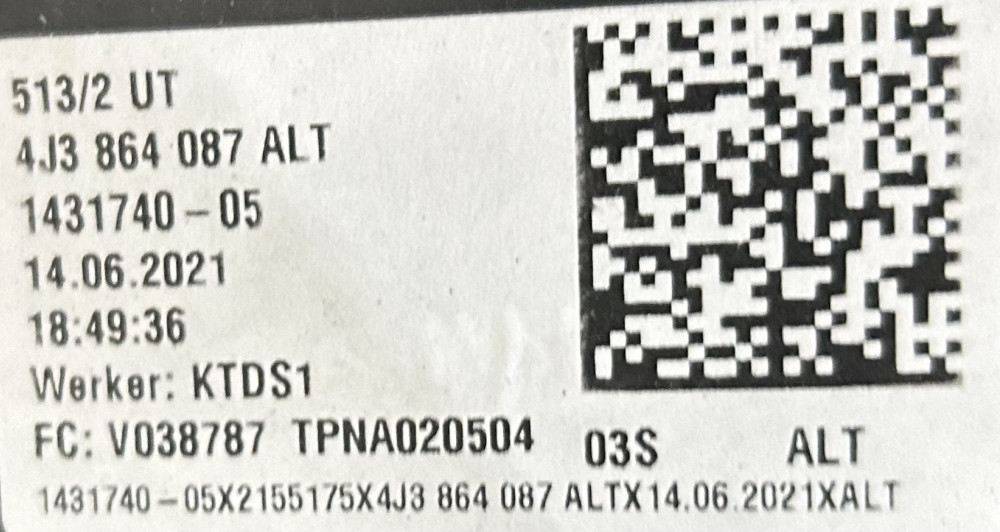 513/2 UT
4J3 864 087 ALT
1431740-05
14.06.2021
18:49:36
Werker: KTDS1
FC: V038787 TPNA020504 03S ALT
1431740-05X2155175X4J3 864 087 ALTX14.06.2021XALT